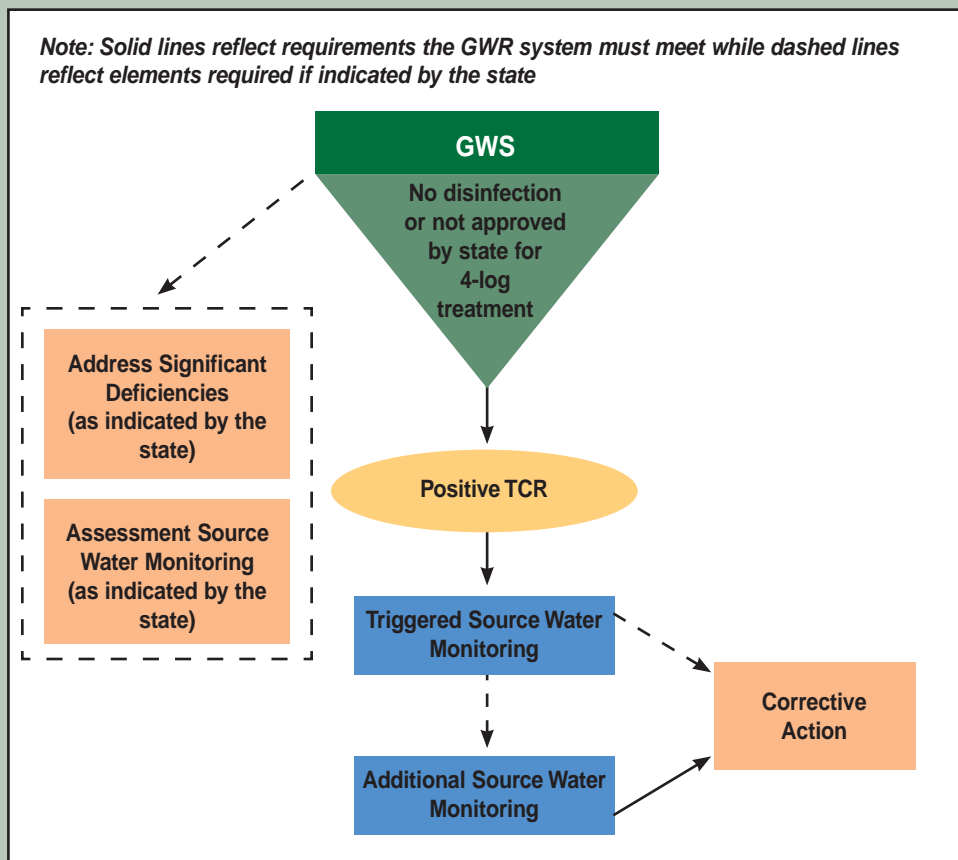 Note: Solid lines reflect requirements the GWR system must meet while dashed lines
reflect elements required if indicated by the state
GWS
No disinfection
or not approved
by state for
4-log
treatment
Address Significant
Deficiencies
(as indicated by the
state)
Positive TCR
Assessment Source
Water Monitoring
(as indicated by the
state)
Triggered Source Water
Monitoring
Corrective
Action
Additional Source Water
Monitoring